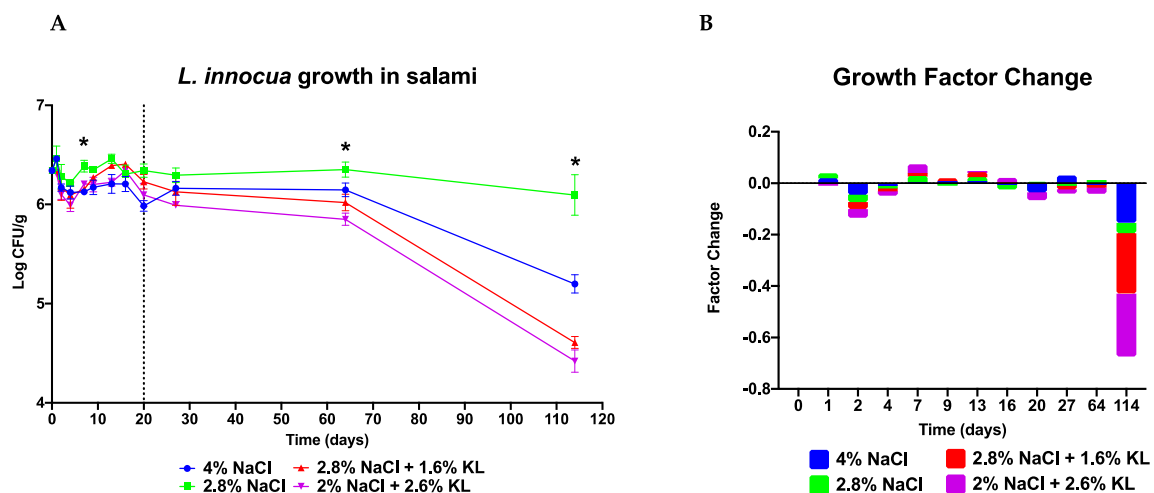 A
L. innocua growth in salami
7
6
5
4
Log CFU/g
*
*
*
0 10 20 30 40 50 60 70 80 90 100 110 120
Time (days)
4% NaCl
2.8% NaCl + 1.6% KL
2.8% NaCl
2% NaCl + 2.6% KL
B
Growth Factor Change
0.2
0.0
-0.2
-0.4
-0.6
-0.8
Factor Change
0 1 2 4 7 9 13 16 20 27 64 114
Time (days)
4% NaCl
2.8% NaCl + 1.6% KL
2.8% NaCl
2% NaCl + 2.6% KL